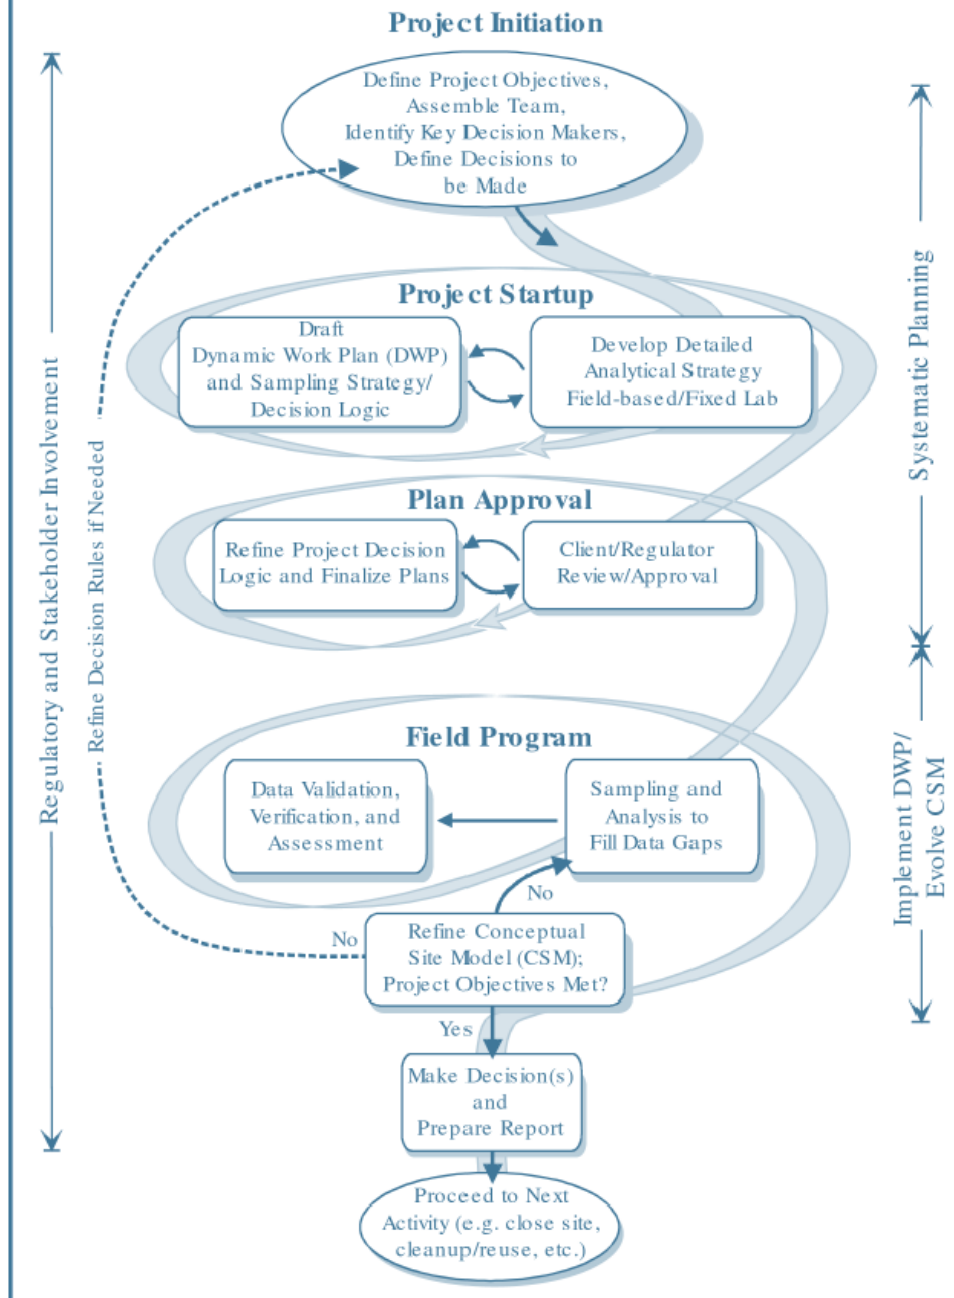 Project Initiation
Define Project Objectives,
Assemble Team,
Identify Key Decision Makers,
Define Decisions to
be Made
Project Startup
Draft
Dynamic Work Plan (DWP)
and Sampling Strategy/
Decision Logic
Develop Detailed
Analytical Strategy
Field-based/Fixed Lab
Plan Approval
Refine Project Decision
Logic and Finalize Plans
Client/Regulator
Review/Approval
Field Program
Data Validation,
Verification, and
Assessment
Sampling and
Analysis to
Fill Data Gaps
No
No
Refine Conceptual
Site Model (CSM);
Project Objectives Met?
Yes
Make Decision(s)
and
Prepare Report
Proceed to Next
Activity (e.g. close site,
cleanup/reuse, etc.)
Regulatory and Stakeholder Involvement
Refine Decision Rules if Needed
Systematic Planning
Implement DWP/
Evolve CSM